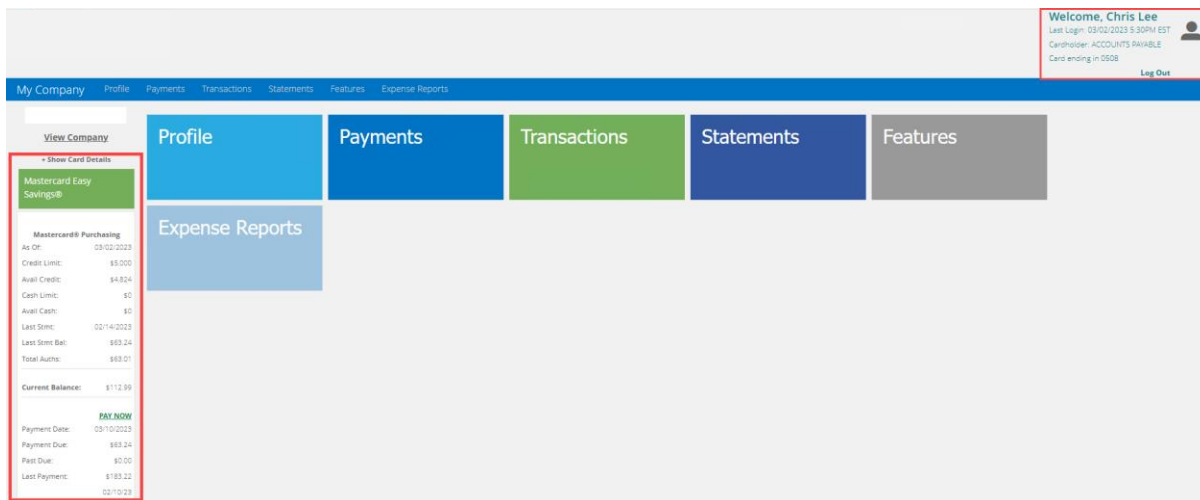 Welcome, Chris Lee
Last Login: 03/02/2023 5:30PM EST
Cardholder: ACCOUNTS PAYABLE
Card ending in 0508
Log Out
My Company Profile Payments Transactions Statements Features Expense Reports
View Company
+ Show Card Details
Mastercard Easy
Savings®
Mastercard® Purchasing
As Of: 03/02/2023
Credit Limit: $5,000
Avail Credit: $4,824
Cash Limit: $0
Avail Cash: $0
Last Stmt: 02/14/2023
Last Stmt Bal: $63.24
Total Auths: $63.01
Current Balance: $112.99
PAY NOW
Payment Date: 03/10/2023
Payment Due: $63.24
Past Due: $0.00
Last Payment: $183.22
02/10/23
Profile
Payments
Transactions
Statements
Features
Expense Reports